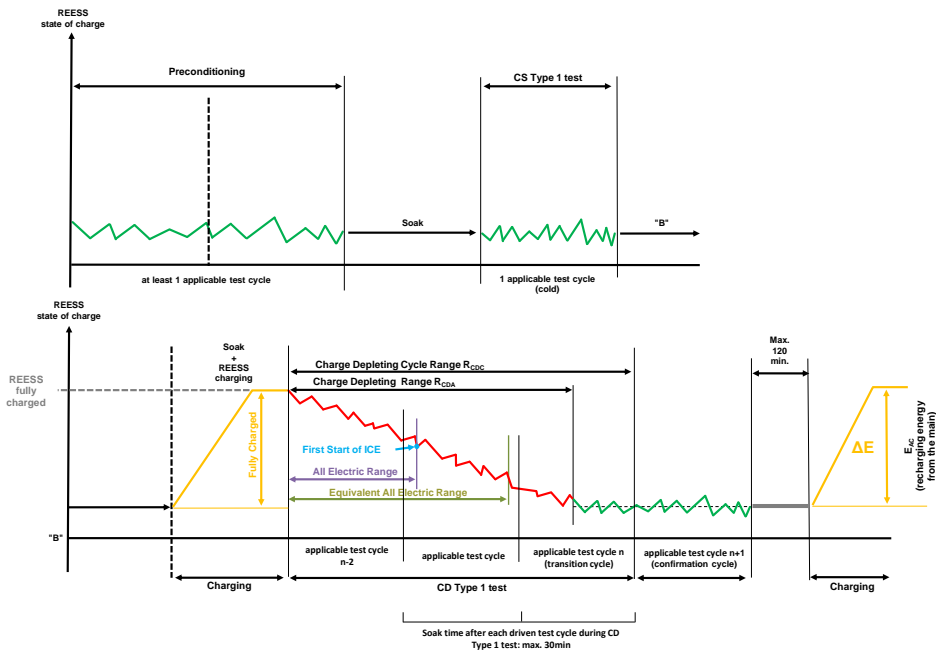 REESS
state of charge
Preconditioning
CS Type 1 test
Soak
"B"
at least 1 applicable test cycle
1 applicable test cycle
(cold)
REESS
state of charge
Soak
+
REESS
charging
Max.
120
min.
Charge Depleting Cycle Range R_CDC
Charge Depleting Range R_CDA
REESS
fully
charged
Fully Charged
First Start of ICE
All Electric Range
Equivalent All Electric Range
ΔE
E_AC
(recharging energy
from the main)
"B"
applicable test cycle
n-2
applicable test cycle
applicable test cycle n
(transition cycle)
applicable test cycle n+1
(confirmation cycle)
Charging
CD Type 1 test
Charging
Soak time after each driven test cycle during CD
Type 1 test: max. 30min